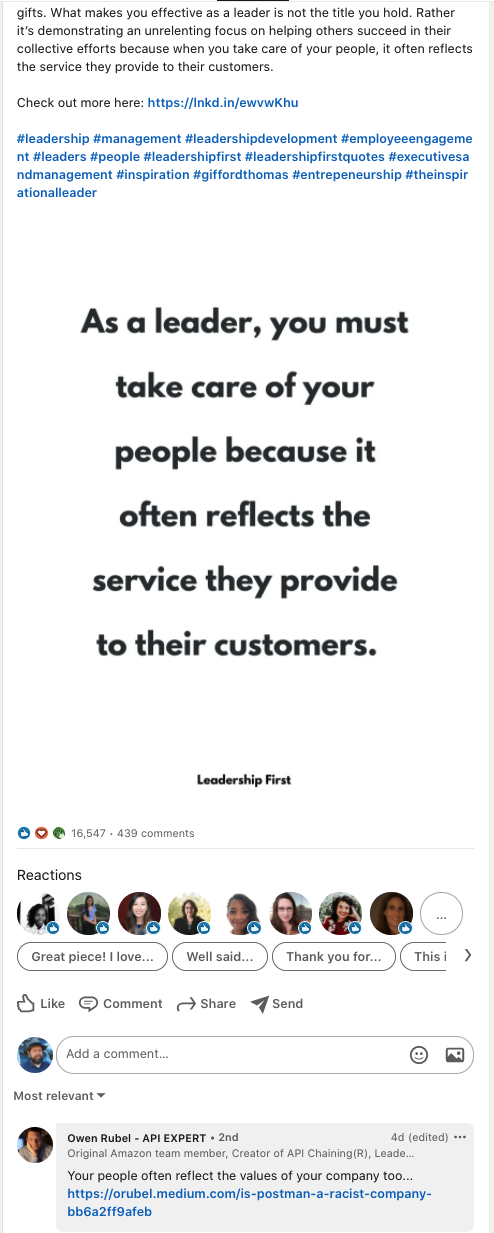 gifts. What makes you effective as a leader is not the title you hold. Rather
it's demonstrating an unrelenting focus on helping others succeed in their
collective efforts because when you take care of your people, it often reflects
the service they provide to their customers.
Check out more here: https://lnkd.in/ewvwKhu
#leadership #management #leadershipdevelopment #employeeengageme
nt #leaders #people #leadershipfirst #leadershipfirstquotes #executivesa
ndmanagement #inspiration #giffordthomas #entrepeneurship #theinspir
ationalleader
As a leader, you must
take care of your
people because it
often reflects the
service they provide
to their customers.
Leadership First
16,547 · 439 comments
Reactions
...
Great piece! I love...
Well said...
Thank you for...
This i
Like
Comment
Share
Send
Add a comment...
Most relevant
Owen Rubel - API EXPERT • 2nd
4d (edited)
Original Amazon team member, Creator of API Chaining(R), Leade...
Your people often reflect the values of your company too...
https://orubel.medium.com/is-postman-a-racist-company-
bb6a2ff9afeb